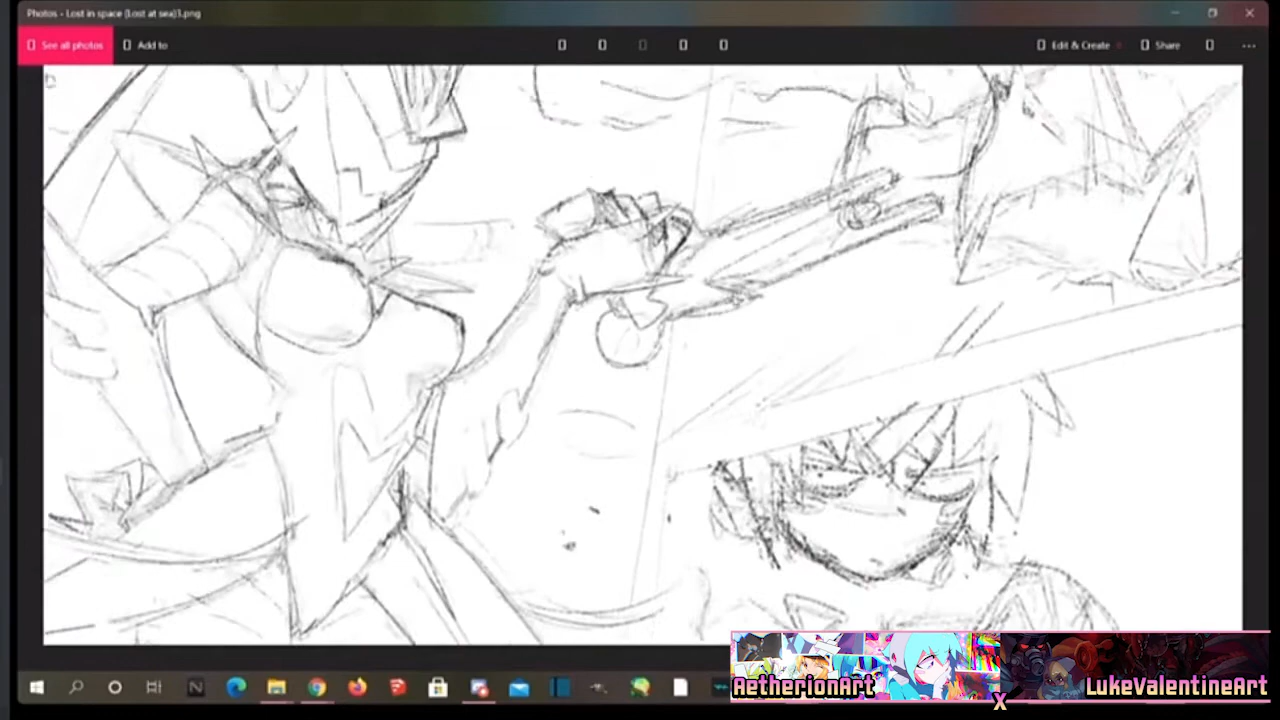 Photos - Lost in space (Lost at sea)3.png
See all photos
Add to
Edit & Create
Share
AetherionArt
X
LukeValentineArt